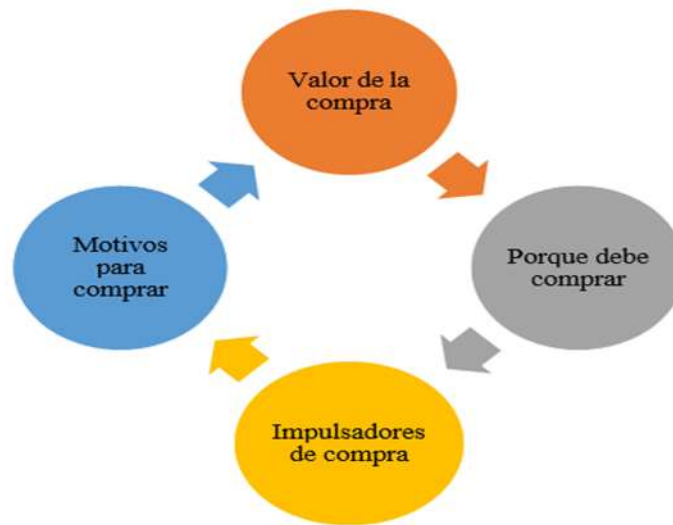 Valor de la
compra
Porque debe
comprar
Impulsadores
de compra
Motivos
para
comprar